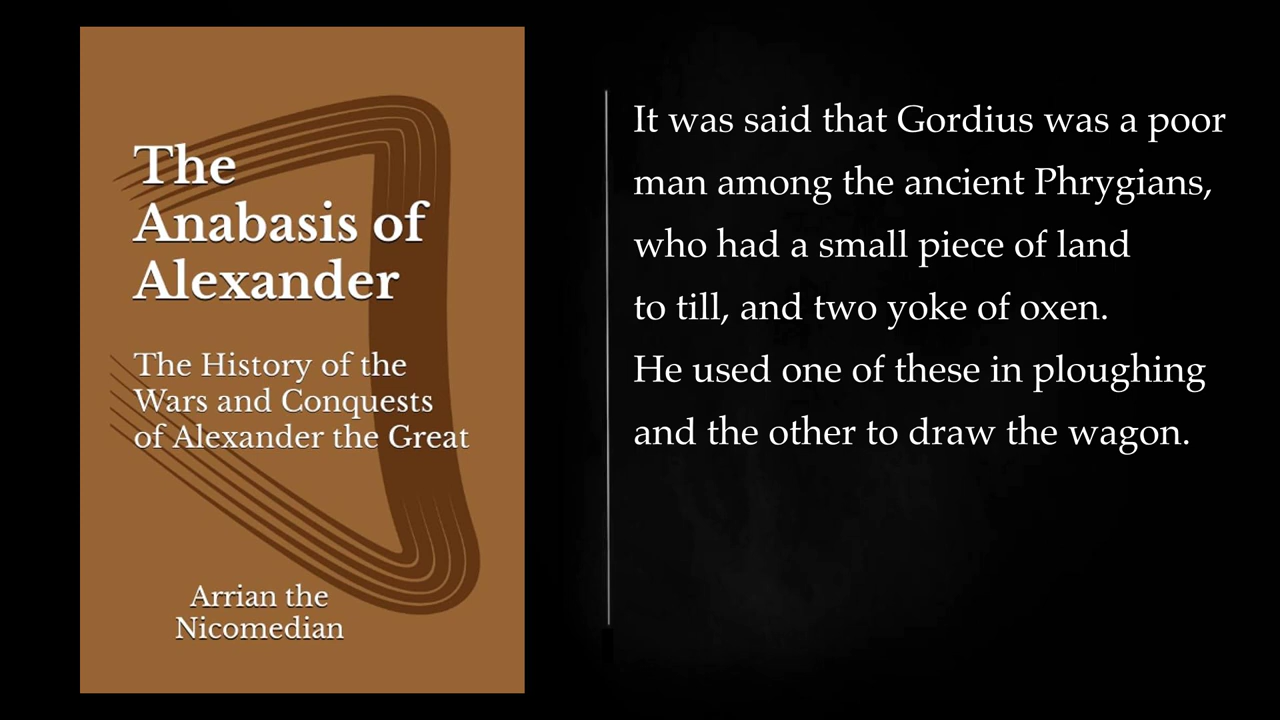 The
Anabasis of
Alexander
The History of the
Wars and Conquests
of Alexander the Great
Arrian the
Nicomedian
It was said that Gordius was a poor
man among the ancient Phrygians,
who had a small piece of land
to till, and two yoke of oxen.
He used one of these in ploughing
and the other to draw the wagon.